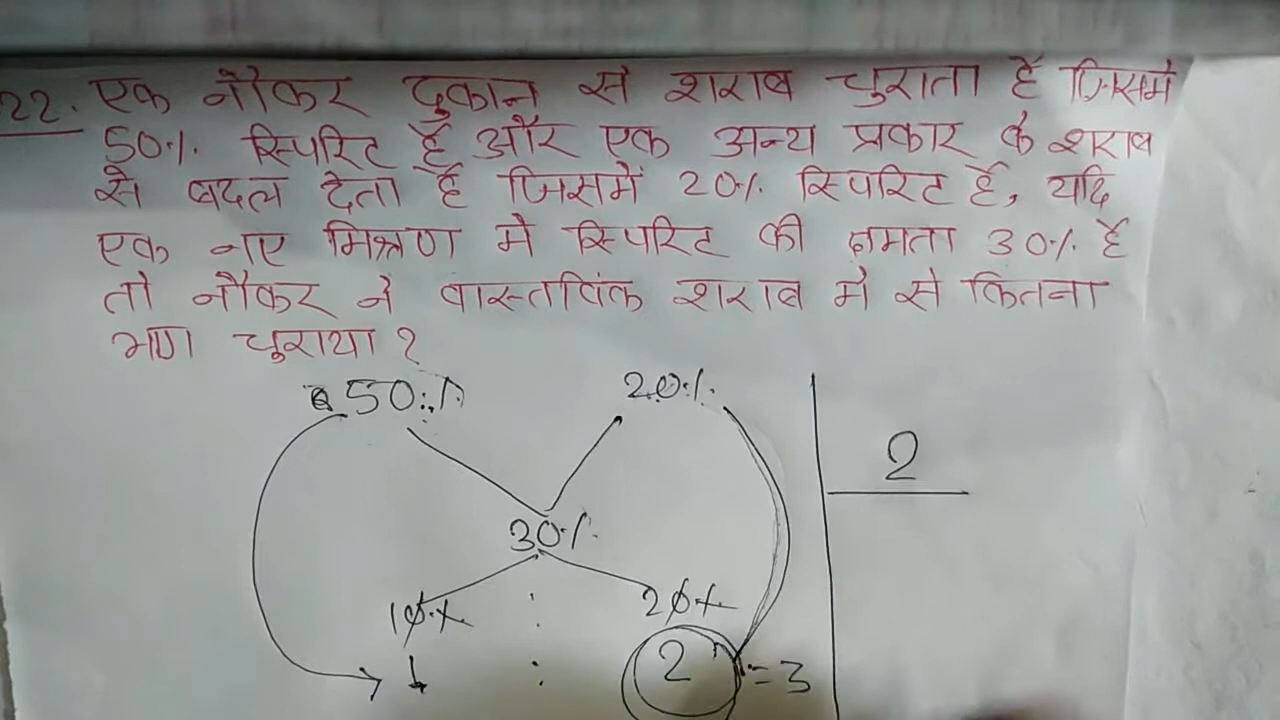 22. एक नौकर दुकान से शराब चुराता है जिसमे
50% स्पिरिट है और एक अन्य प्रकार के शराब
से बदल देता है जिसमें 20% स्पिरिट है, यदि
एक नए मिश्रण मे स्पिरिट की क्षमता 30% है
तो नौकर ने वास्तविक शराब मे से कितना
भाग चुराया ?
50% 20%
2
30%
10% : 20%
1 : 2 = 3